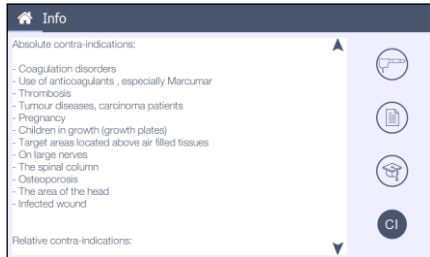 Info
Absolute contra-indications:
- Coagulation disorders
- Use of anticoagulants , especially Marcumar
- Thrombosis
- Tumour diseases, carcinoma patients
- Pregnancy
- Children in growth (growth plates)
- Target areas located above air filled tissues
- On large nerves
- The spinal column
- Osteoporosis
- The area of the head
- Infected wound
Relative contra-indications:
CI